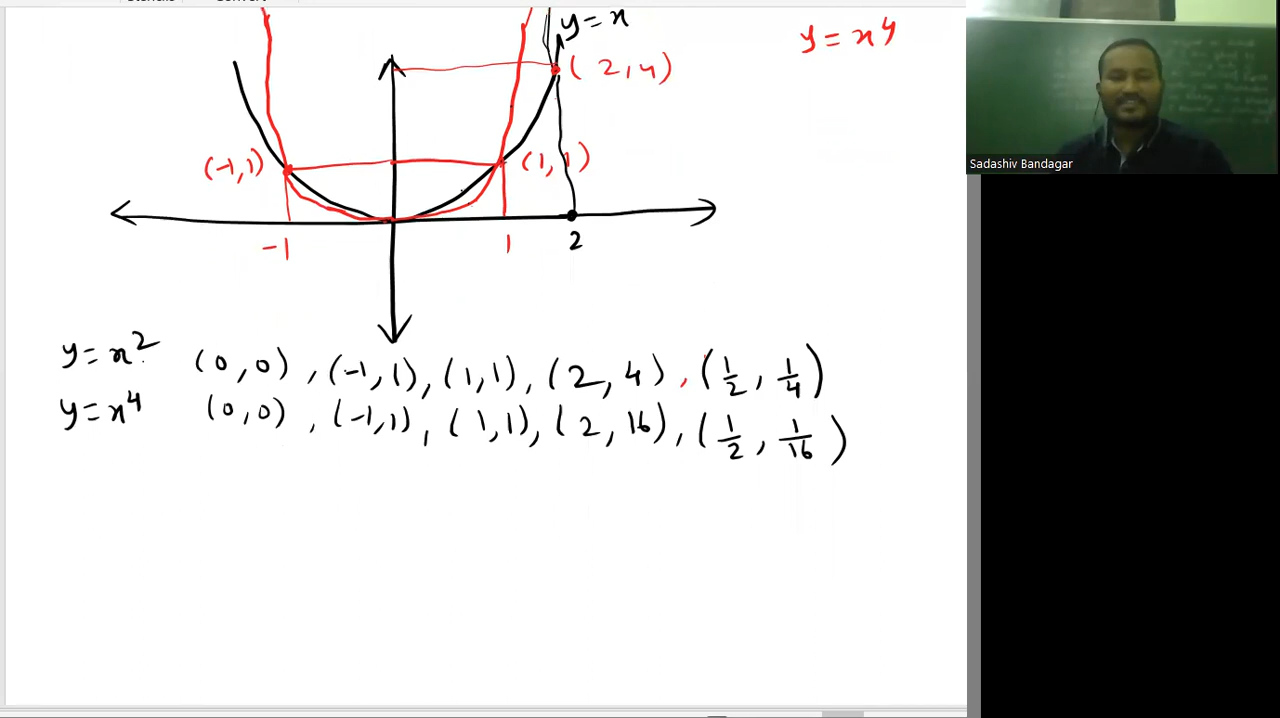 y = x
y = x⁴
(2, 4)
(-1, 1)
(1, 1)
-1
1
2
y = x² (0, 0), (-1, 1), (1, 1), (2, 4), (1/2, 1/4)
y = x⁴ (0, 0), (-1, 1), (1, 1), (2, 16), (1/2, 1/16)
Sadashiv Bandagar